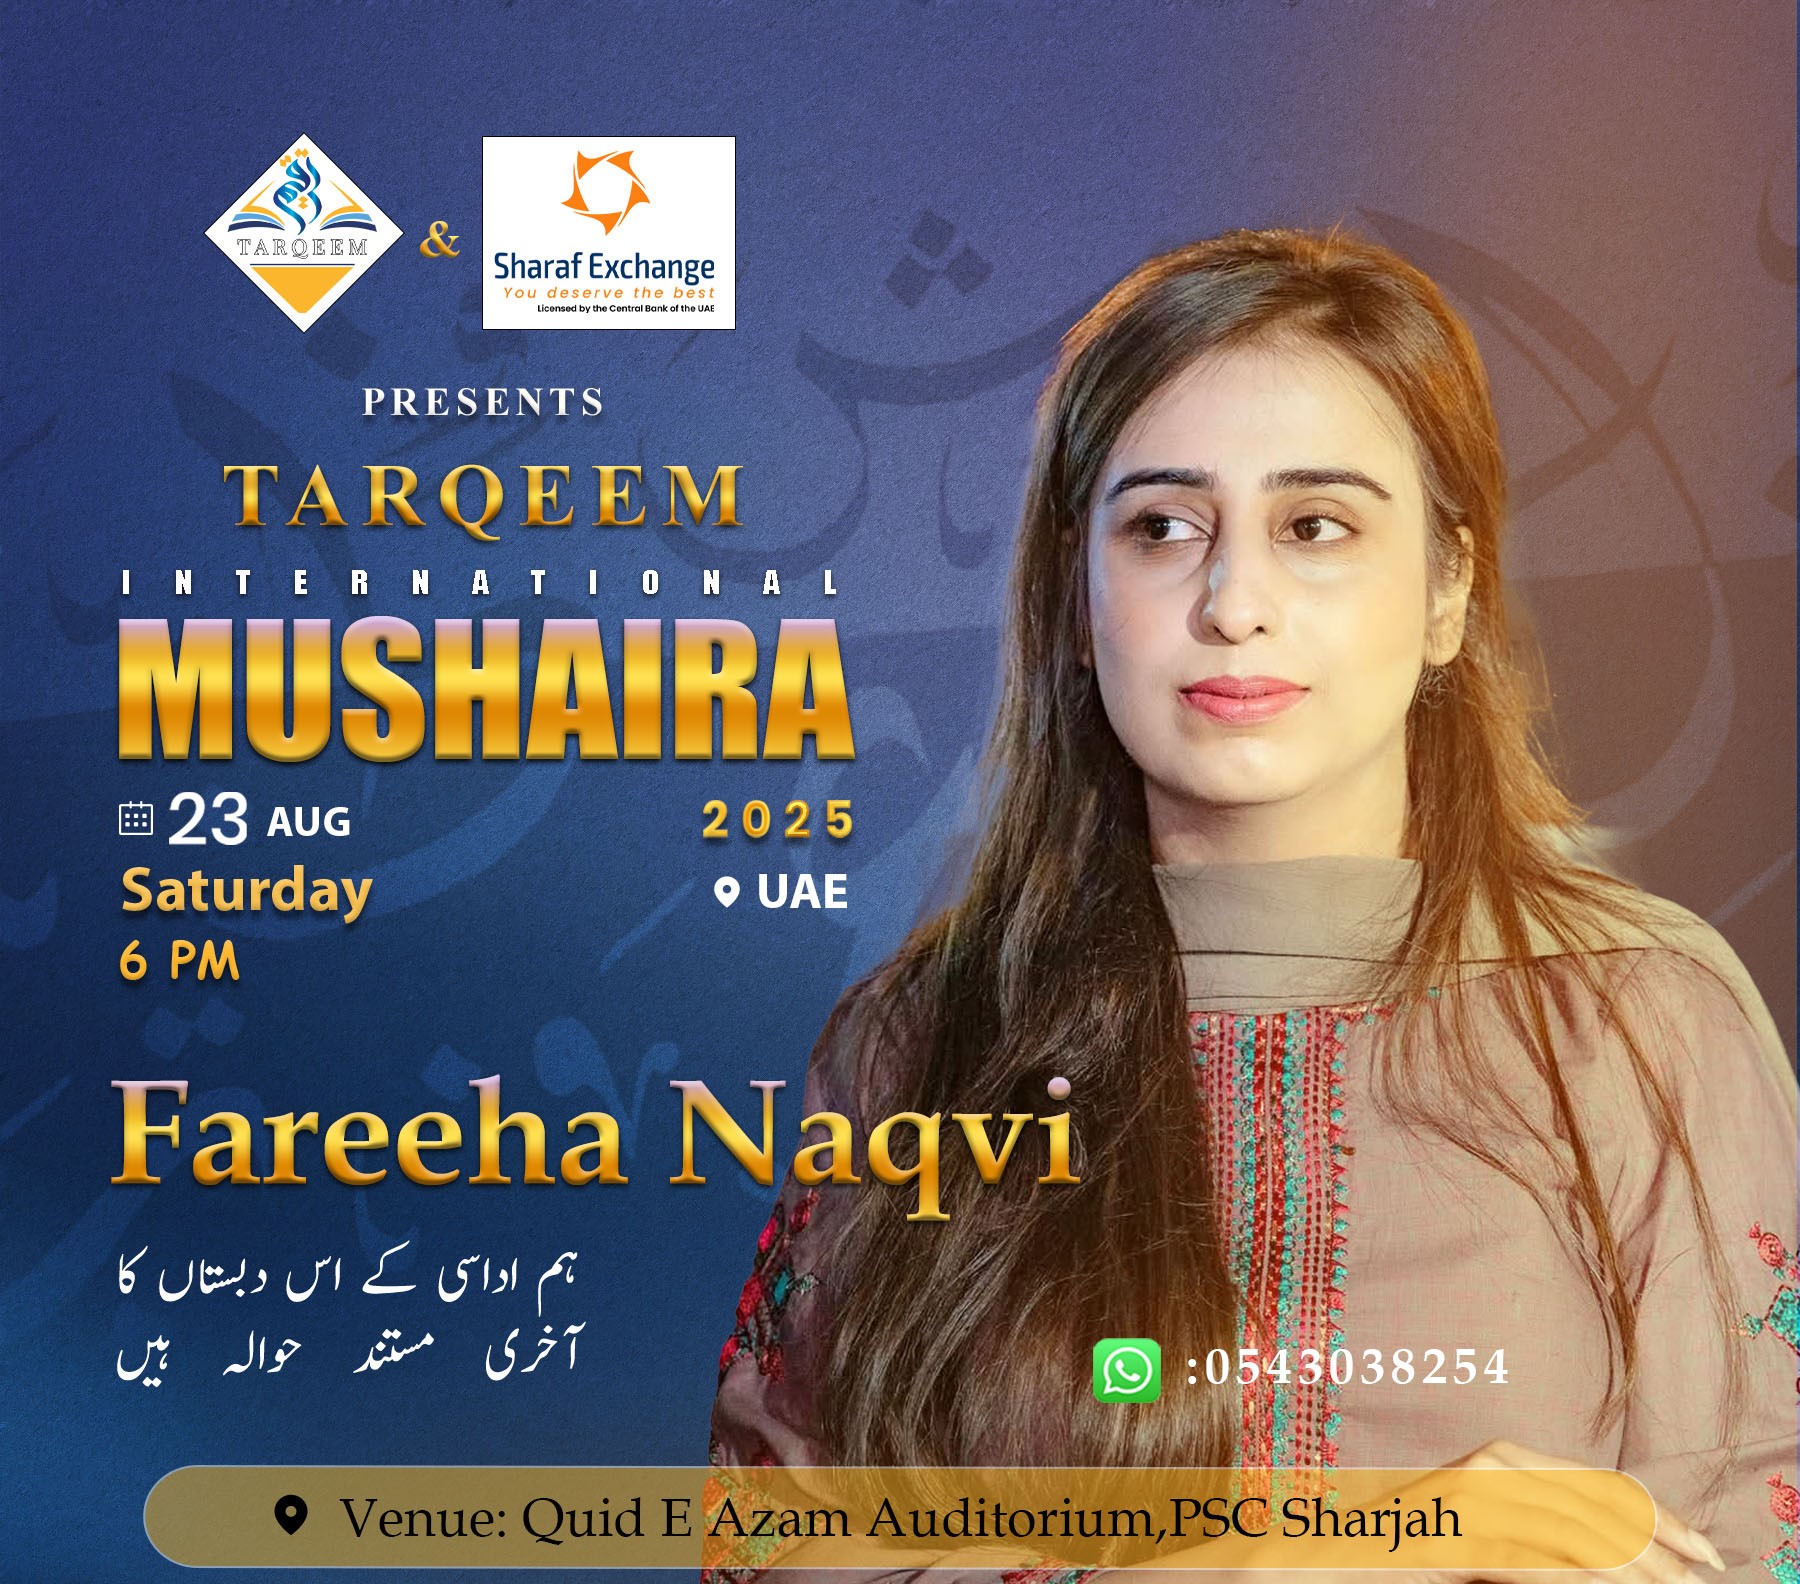 ترقیم
TARQEEM
&
Sharaf Exchange
You deserve the best
Licensed by the Central Bank of the UAE
PRESENTS
TARQEEM
INTERNATIONAL
MUSHAIRA
23 AUG
2025
Saturday
UAE
6 PM
Fareeha Naqvi
ہم اداسی کے اس دبستاں کا
آخری مستند حوالہ ہیں
:0543038254
Venue: Quid E Azam Auditorium,PSC Sharjah